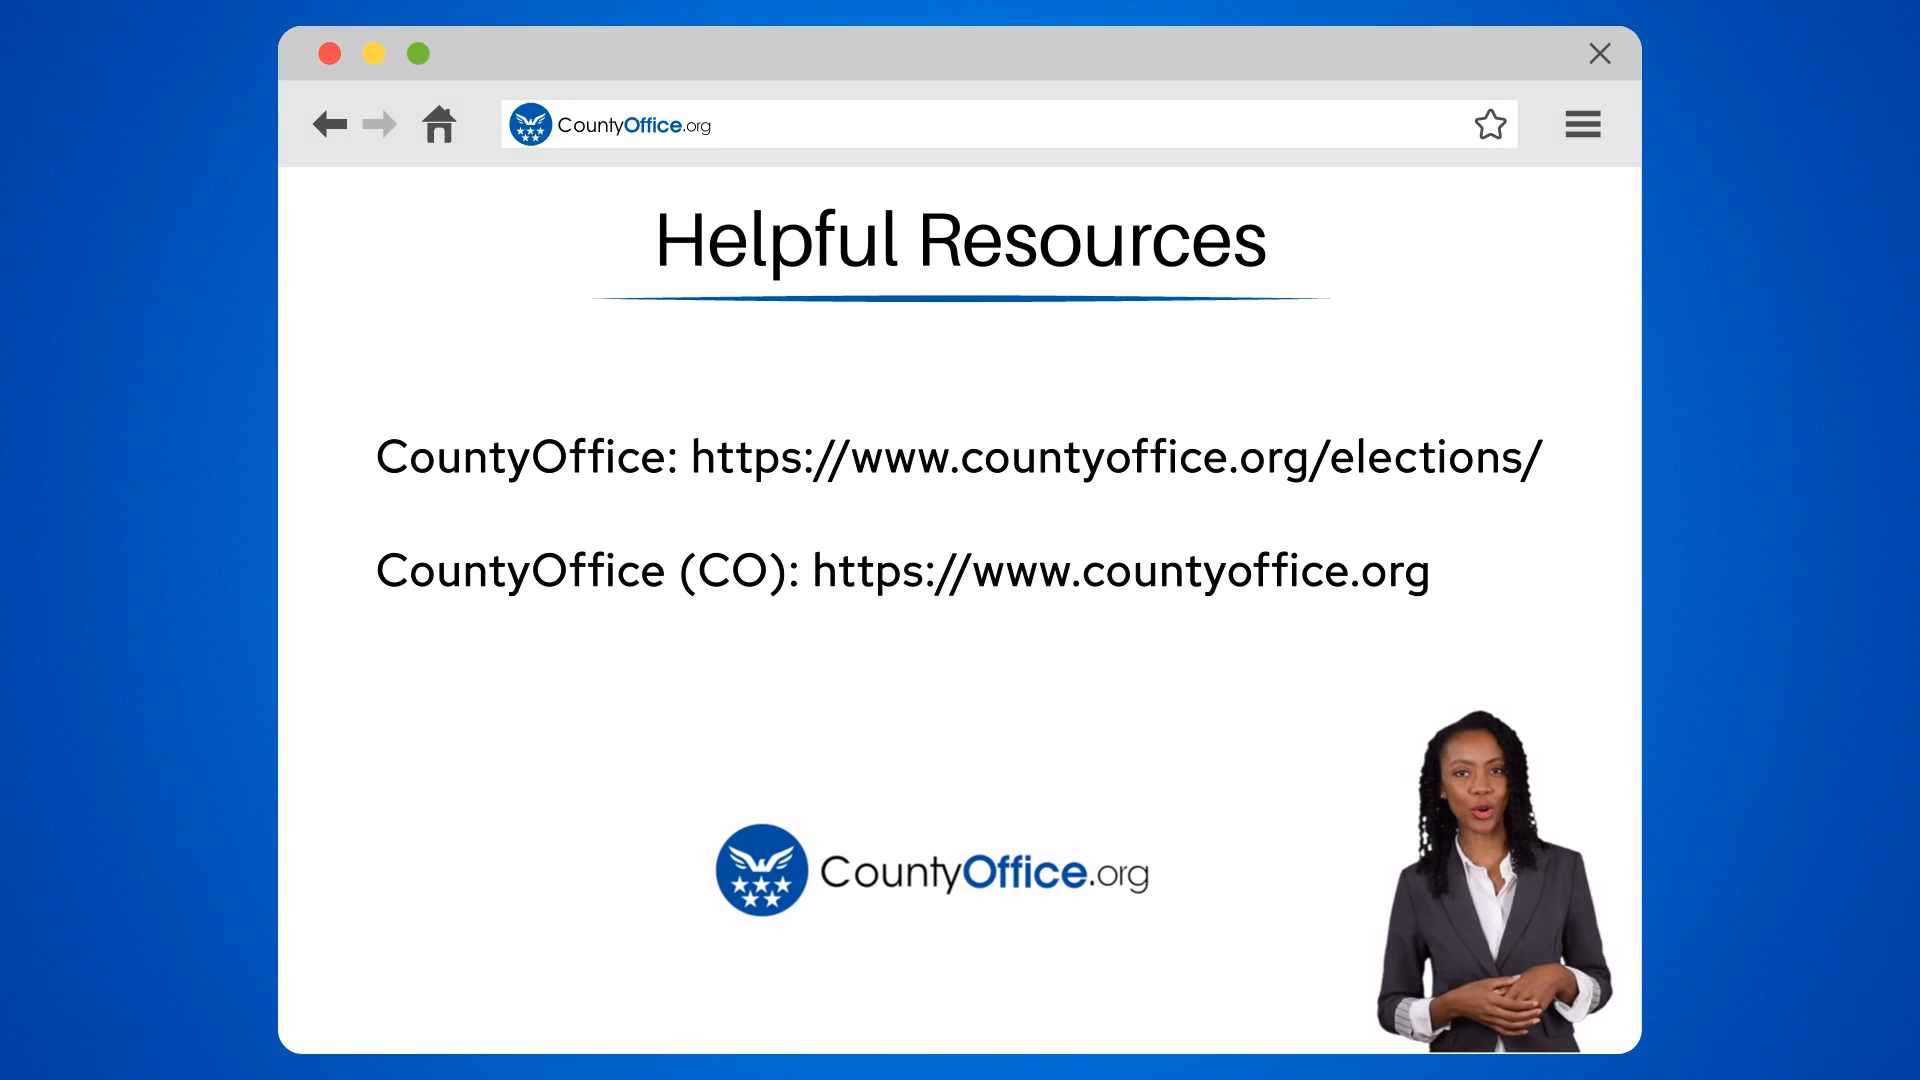 CountyOffice.org
Helpful Resources
CountyOffice: https://www.countyoffice.org/elections/
CountyOffice (CO): https://www.countyoffice.org
CountyOffice.org